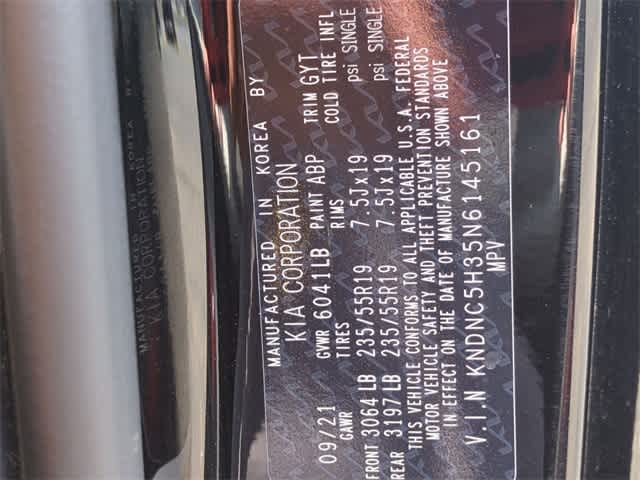 MANUFACTURED IN KOREA BY
KIA CORPORATION
09/21 GVWR 6041LB PAINT ABP TRIM GYT
GAWR TIRES RIMS COLD TIRE INFL
FRONT 3064 LB 235/55R19 7.5Jx19 psi SINGLE
REAR 3197 LB 235/55R19 7.5Jx19 psi SINGLE
THIS VEHICLE CONFORMS TO ALL APPLICABLE U.S.A. FEDERAL
MOTOR VEHICLE SAFETY AND THEFT PREVENTION STANDARDS
IN EFFECT ON THE DATE OF MANUFACTURE SHOWN ABOVE
V.I.N KNDNC5H35N6145161
MPV